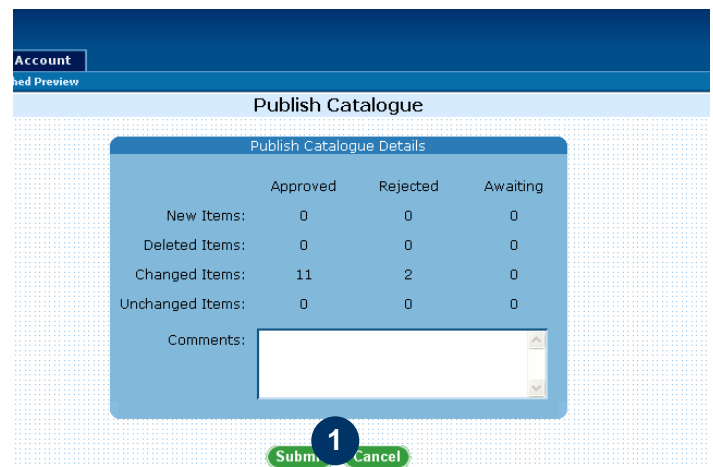 Account
hed Preview
Publish Catalogue
Publish Catalogue Details
Approved Rejected Awaiting
New Items: 0 0 0
Deleted Items: 0 0 0
Changed Items: 11 2 0
Unchanged Items: 0 0 0
Comments:
Subm 1 Cancel